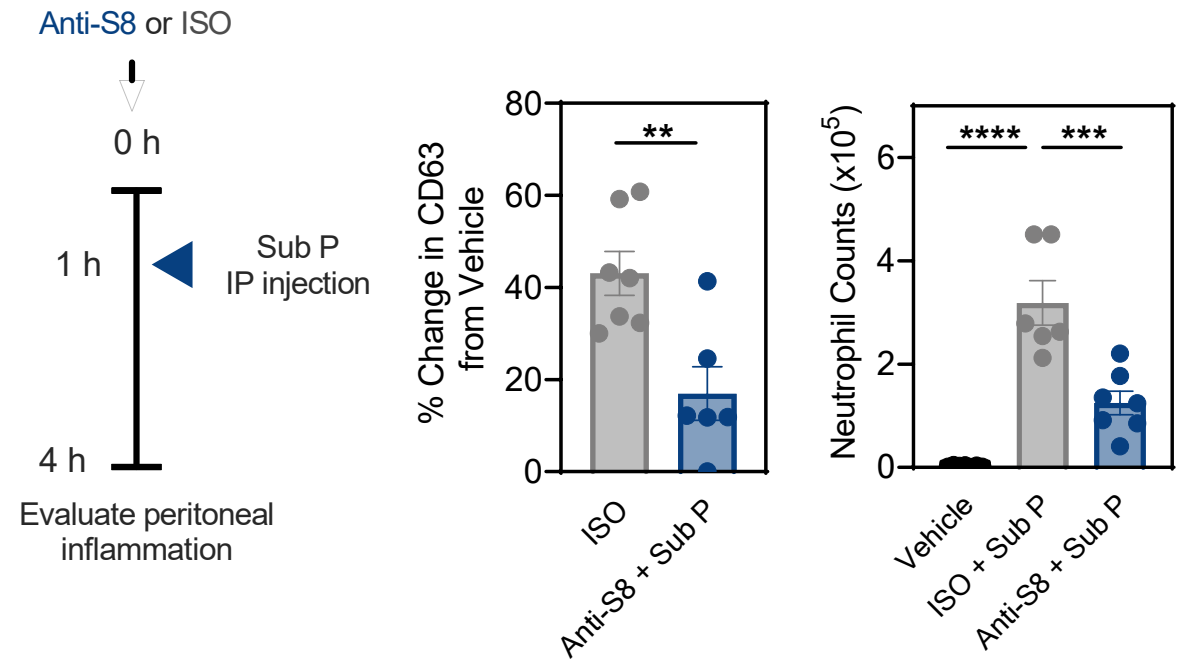 Anti-S8 or ISO
0 h
1 h
Sub P
IP injection
4 h
Evaluate peritoneal
inflammation
% Change in CD63
from Vehicle
80
60
40
20
0
**
ISO
Anti-S8 + Sub P
Neutrophil Counts (x10⁵)
6
4
2
0
****
***
Vehicle
ISO + Sub P
Anti-S8 + Sub P